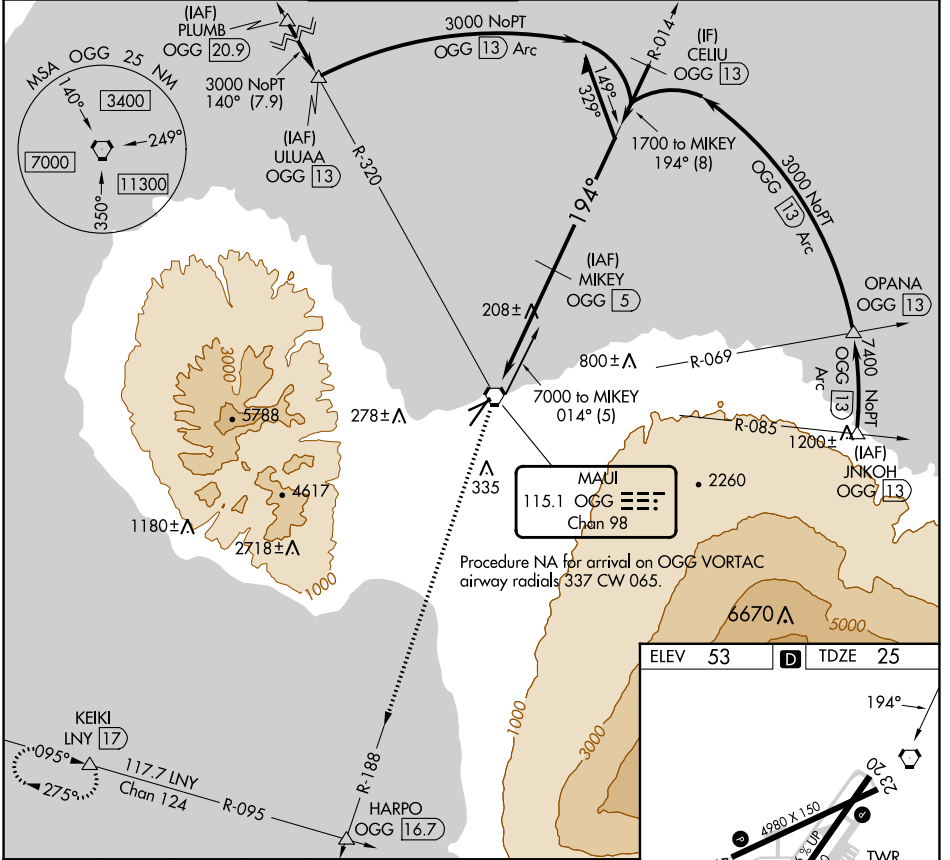 (IAF)
PLUMB
OGG 20.9
3000 NoPT
140° (7.9)
(IAF)
ULUAA
OGG 13
3000 NoPT
OGG 13 Arc
R-014
(IF)
CELIU
OGG 13
149°
329°
1700 to MIKEY
194° (8)
MSA OGG 25 NM
140°
3400
249°
7000
11300
350°
R-320
194°
3000 NoPT
OGG 13 Arc
(IAF)
MIKEY
OGG 5
OPANA
OGG 13
208±
800±
R-069
7400 NoPT
OGG 13
Arc
3000
5788
278±
7000 to MIKEY
014° (5)
R-085
1200±
(IAF)
JNKOH
OGG 13
335
MAUI
115.1 OGG
Chan 98
2260
4617
1180±
2718±
1000
Procedure NA for arrival on OGG VORTAC
airway radials 337 CW 065.
6670
5000
1000
3000
ELEV 53 D TDZE 25
194°
KEIKI
LNY 17
095°
275°
117.7 LNY
Chan 124
R-095
R-188
HARPO
OGG 16.7
20
23
4980 X 150
P
P
% UP
TWR